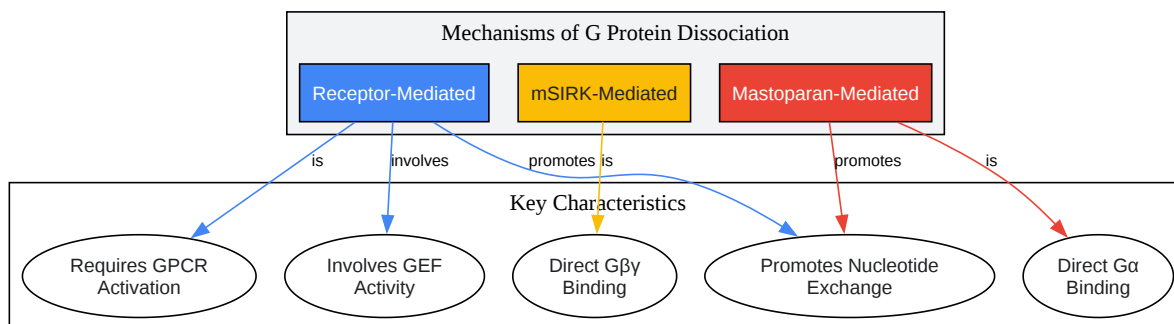 Mechanisms of G Protein Dissociation
Receptor-Mediated
mSIRK-Mediated
Mastoparan-Mediated
is
involves
promotes
is
promotes
is
Key Characteristics
Requires GPCR
Activation
Involves GEF
Activity
Direct Gβγ
Binding
Promotes Nucleotide
Exchange
Direct Gα
Binding